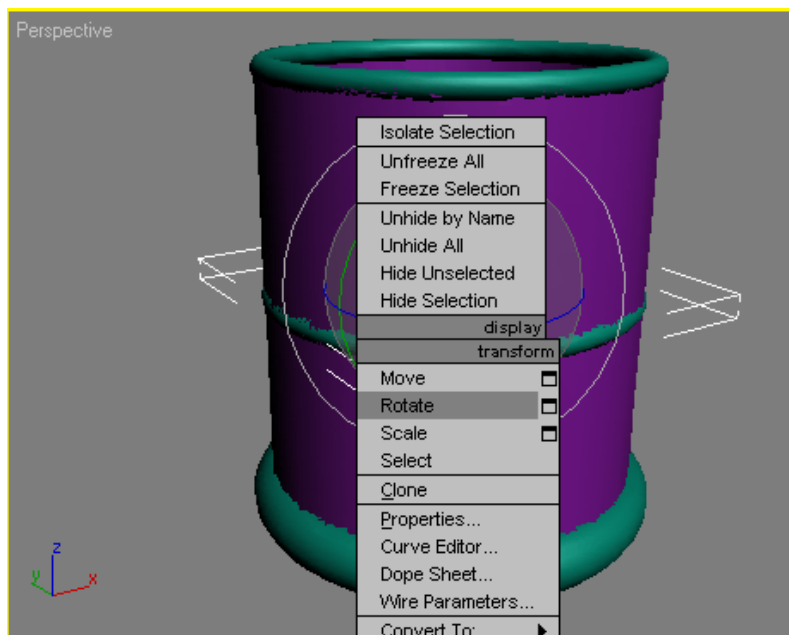 Perspective
Isolate Selection
Unfreeze All
Freeze Selection
Unhide by Name
Unhide All
Hide Unselected
Hide Selection
display
transform
Move
Rotate
Scale
Select
Clone
Properties...
Curve Editor...
Dope Sheet...
Wire Parameters...
Convert To:
z
y
x